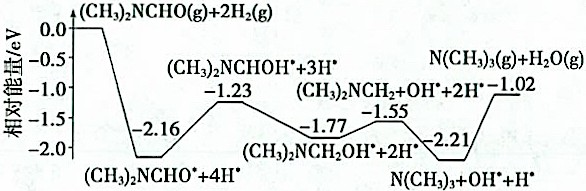 (CH₃)₂NCHO(g)+2H₂(g)
相对能量/eV
0.0
−0.5
−1.0
−1.5
−2.0
−2.16
(CH₃)₂NCHO*+4H*
(CH₃)₂NCHOH*+3H*
−1.23
−1.77
(CH₃)₂NCH₂OH*+2H*
(CH₃)₂NCH₂+OH*+2H*
−1.55
−2.21
N(CH₃)₃+OH*+H*
N(CH₃)₃(g)+H₂O(g)
−1.02